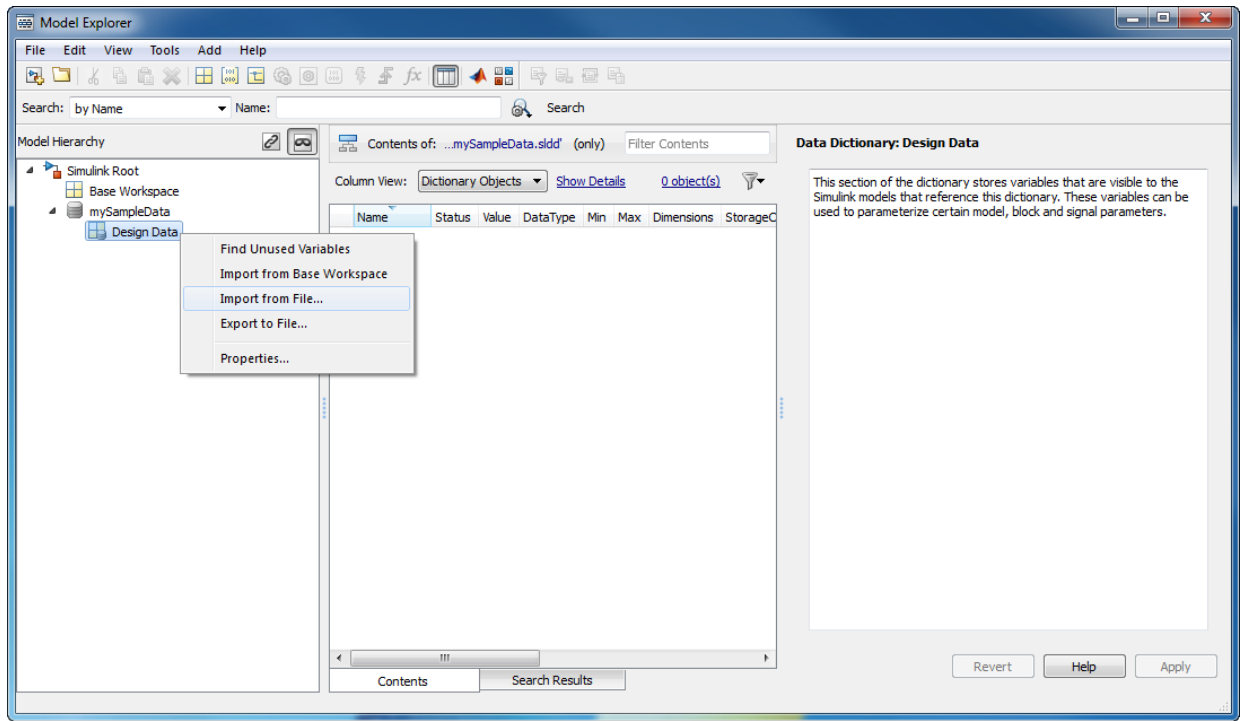 Model Explorer
File Edit View Tools Add Help
Search: by Name Name: Search
Model Hierarchy
Simulink Root
Base Workspace
mySampleData
Design Data
Find Unused Variables
Import from Base Workspace
Import from File...
Export to File...
Properties...
Contents of: ...mySampleData.sldd' (only) Filter Contents
Column View: Dictionary Objects Show Details 0 object(s)
Name Status Value DataType Min Max Dimensions StorageC
Contents Search Results
Data Dictionary: Design Data
This section of the dictionary stores variables that are visible to the
Simulink models that reference this dictionary. These variables can be
used to parameterize certain model, block and signal parameters.
Revert Help Apply